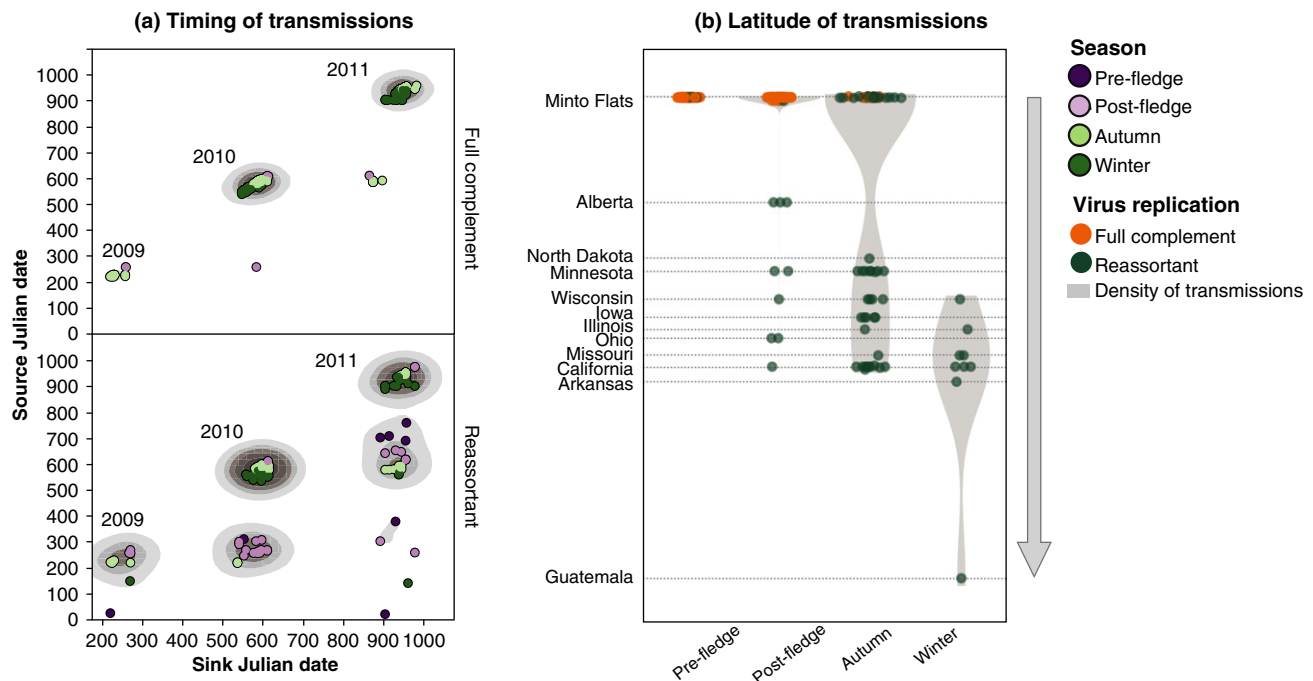 (a) Timing of transmissions
Source Julian date
1000
900
800
700
600
500
400
300
200
100
0
2011
2010
2009
Full complement
1000
900
800
700
600
500
400
300
200
100
0
2011
2010
2009
Reassortant
200 300 400 500 600 700 800 900 1000
Sink Julian date
(b) Latitude of transmissions
Minto Flats
Alberta
North Dakota
Minnesota
Wisconsin
Iowa
Illinois
Ohio
Missouri
California
Arkansas
Guatemala
Pre-fledge
Post-fledge
Autumn
Winter
Season
Pre-fledge
Post-fledge
Autumn
Winter
Virus replication
Full complement
Reassortant
Density of transmissions